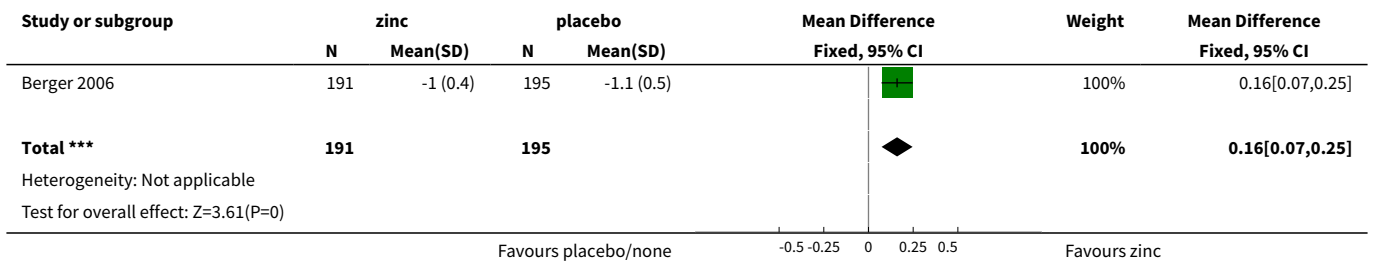 Study or subgroup zinc placebo Mean Difference Weight Mean Difference
N Mean(SD) N Mean(SD) Fixed, 95% CI Fixed, 95% CI
Berger 2006 191 -1 (0.4) 195 -1.1 (0.5) 100% 0.16[0.07,0.25]
Total *** 191 195 100% 0.16[0.07,0.25]
Heterogeneity: Not applicable
Test for overall effect: Z=3.61(P=0)
Favours placebo/none -0.5 -0.25 0 0.25 0.5 Favours zinc